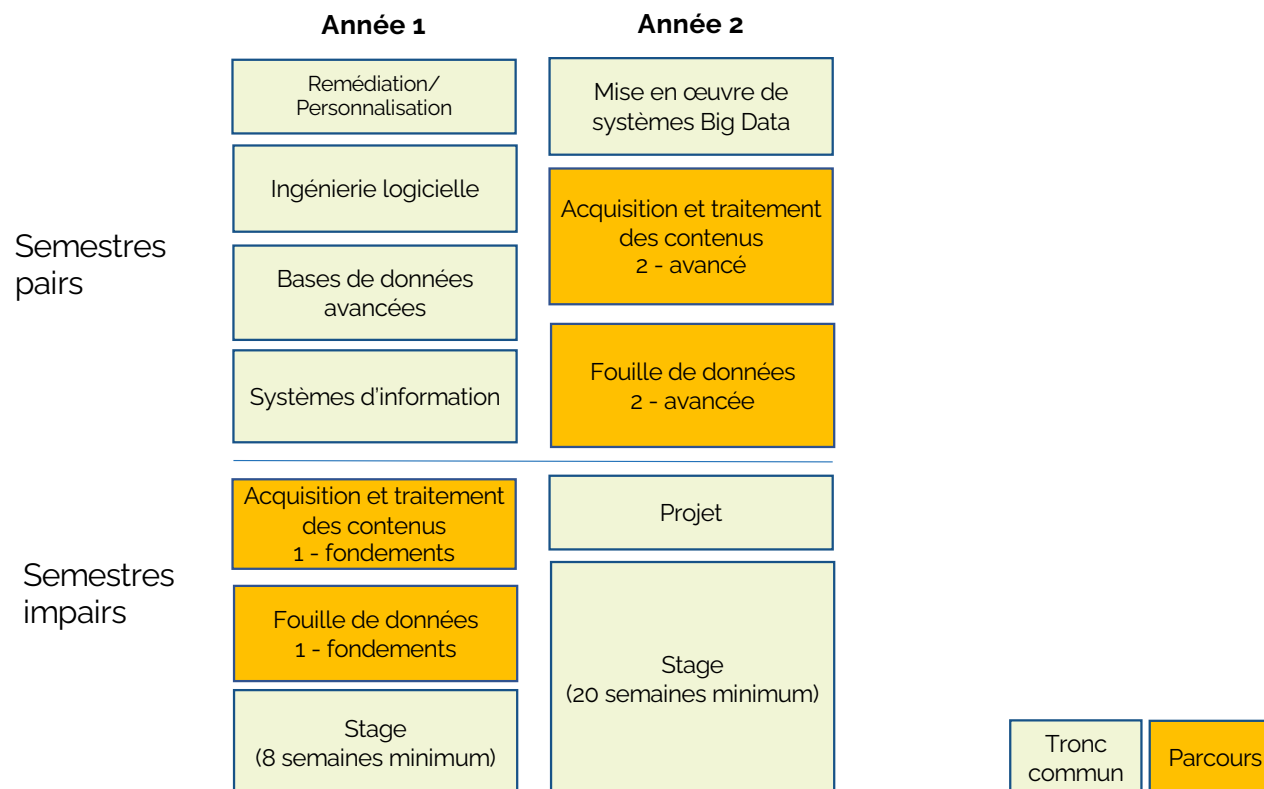 Année 1
Année 2
Semestres
pairs
Remédiation/
Personnalisation
Ingénierie logicielle
Bases de données
avancées
Systèmes d'information
Mise en œuvre de
systèmes Big Data
Acquisition et traitement
des contenus
2 - avancé
Fouille de données
2 - avancée
Semestres
impairs
Acquisition et traitement
des contenus
1 - fondements
Fouille de données
1 - fondements
Stage
(8 semaines minimum)
Projet
Stage
(20 semaines minimum)
Tronc
commun
Parcours